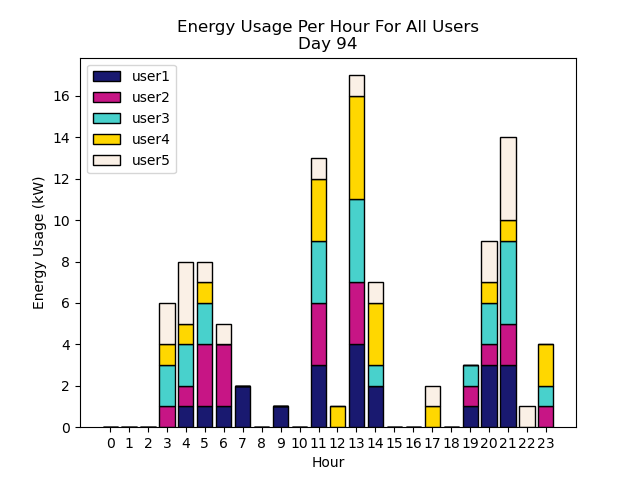 Energy Usage Per Hour For All Users
Day 94
user1
user2
user3
user4
user5
Energy Usage (kW)
16
14
12
10
8
6
4
2
0
0 1 2 3 4 5 6 7 8 9 10 11 12 13 14 15 16 17 18 19 20 21 22 23
Hour